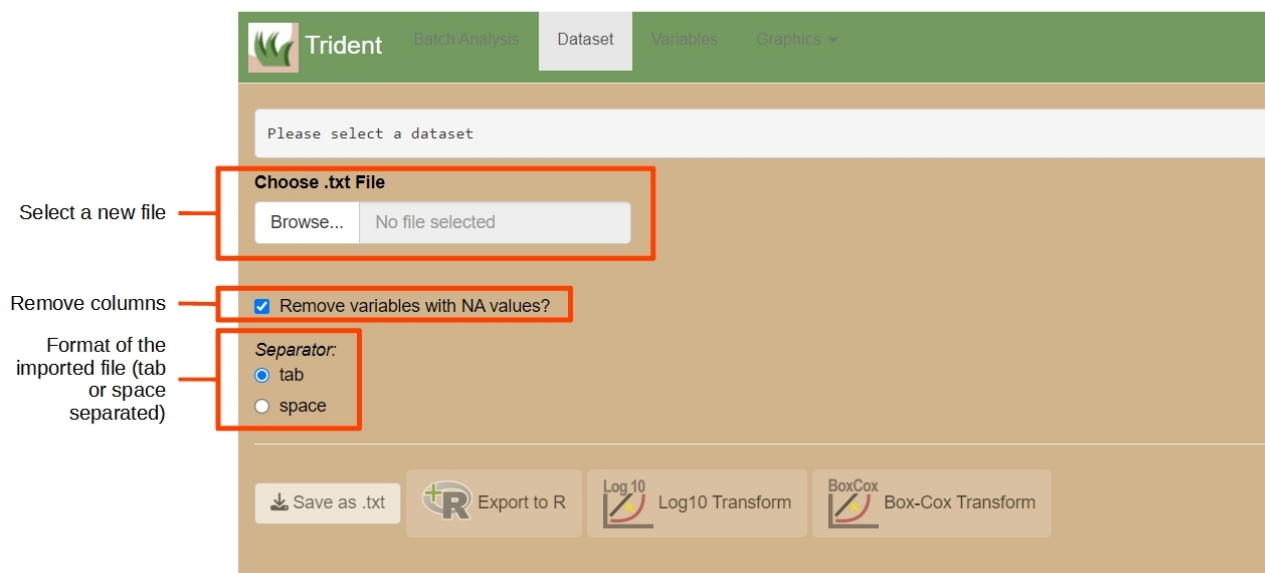 Trident Batch Analysis Dataset Variables Graphics
Please select a dataset
Choose .txt File
Select a new file
Browse... No file selected
Remove columns
Remove variables with NA values?
Format of the
imported file (tab
or space
separated)
Separator:
tab
space
Save as .txt
R Export to R
Log 10 Log10 Transform
BoxCox Box-Cox Transform